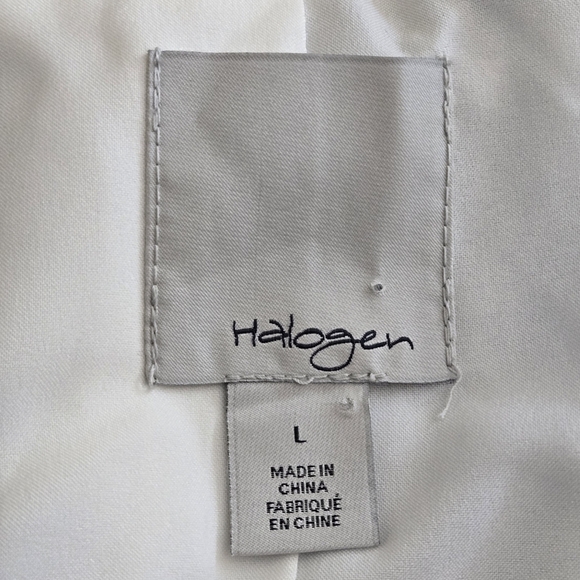 Halogen
L
MADE IN
CHINA
FABRIQUÉ
EN CHINE